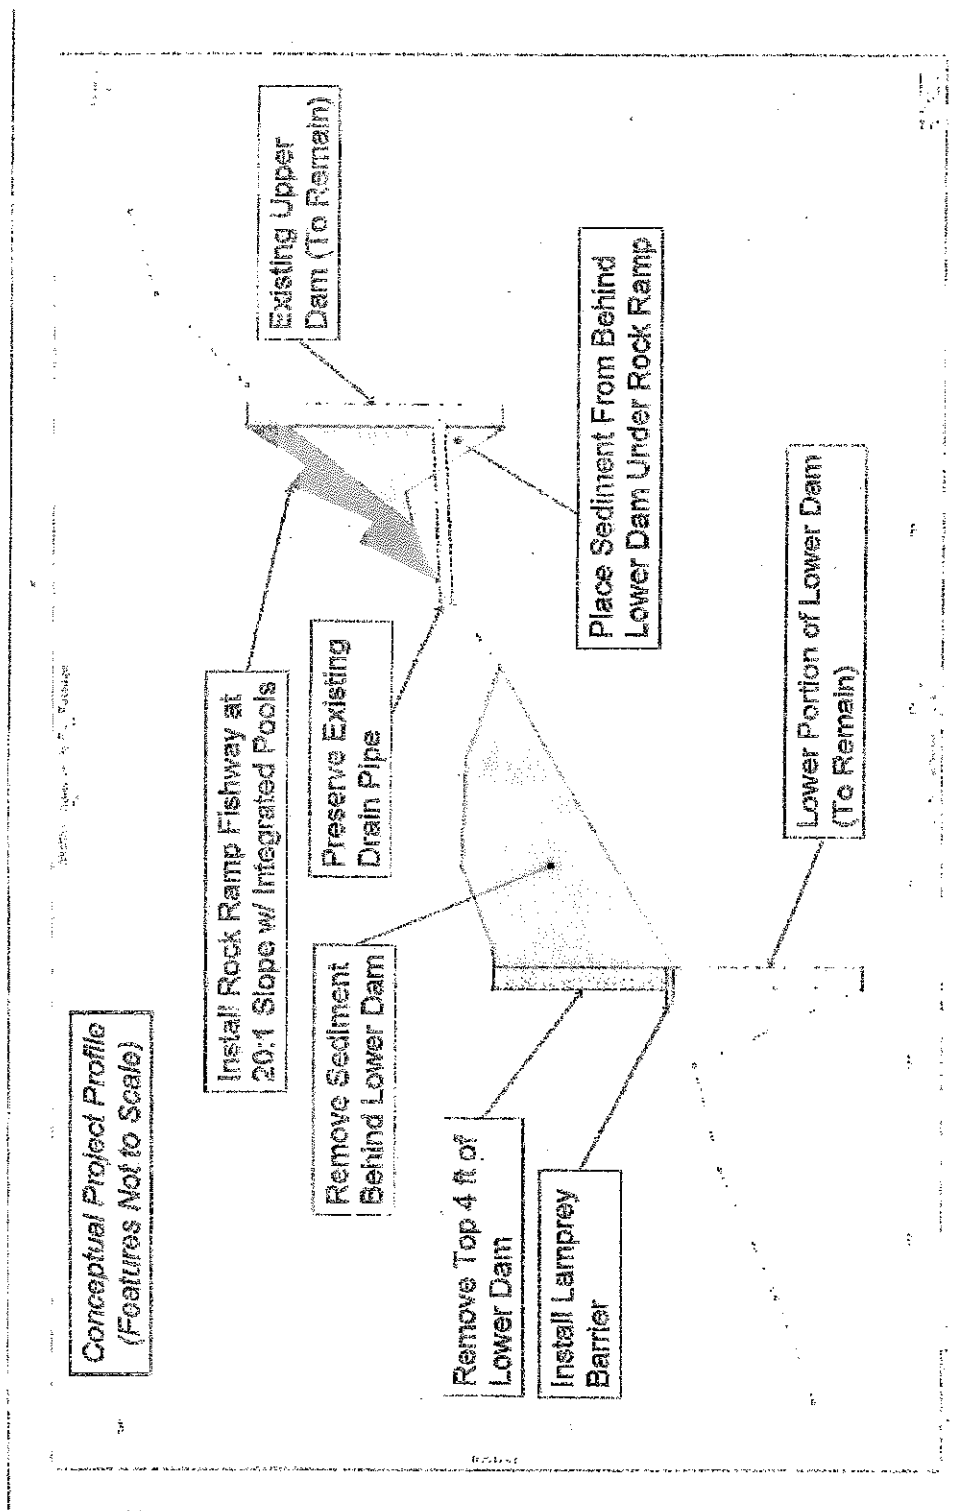 Conceptual Project Profile
(Features Not to Scale)
Install Rock Ramp Fishway at
20:1 Slope w/ Integrated Pools
Existing Upper
Dam (To Remain)
Preserve Existing
Drain Pipe
Remove Sediment
Behind Lower Dam
Remove Top 4 ft of
Lower Dam
Place Sediment From Behind
Lower Dam Under Rock Ramp
Install Lamprey
Barrier
Lower Portion of Lower Dam
(To Remain)